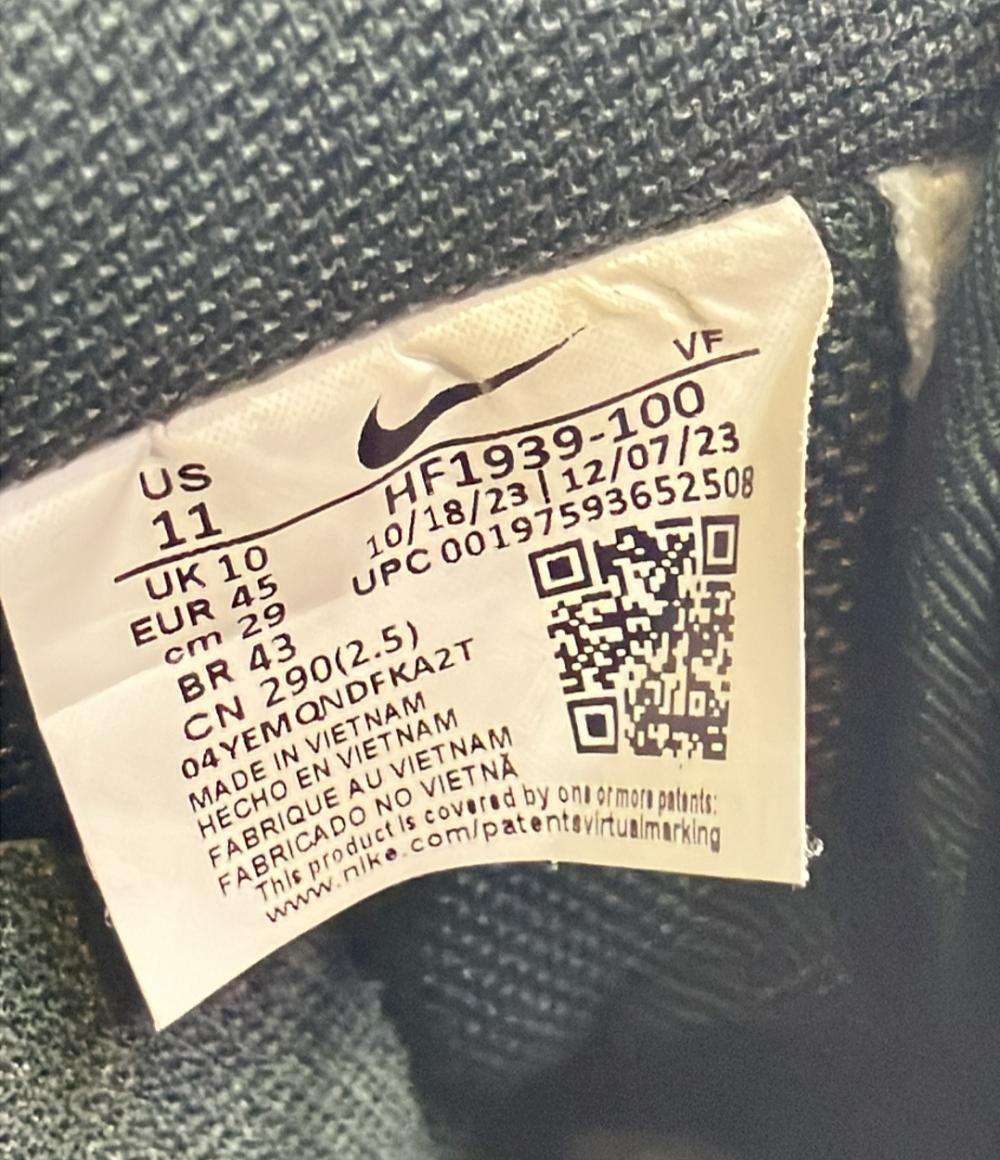 VF
US
11
HF1939-100
10/18/23 | 12/07/23
UPC 00197593652508
UK 10
EUR 45
cm 29
BR 43
CN 290(2.5)
04YEMQNDFKA2T
MADE IN VIETNAM
HECHO EN VIETNAM
FABRIQUE AU VIETNAM
FABRICADO NO VIETNÃ
This product is covered by one or more patents:
www.nike.com/patentsvirtualmarking